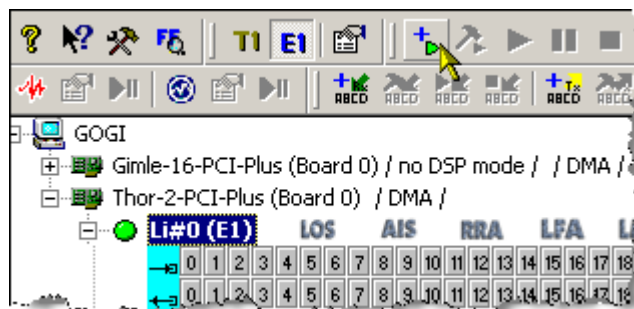 ? ? FF T1 E1
ABCD ABCD ABCD ABCD Tx ABCD ABCD
GOGI
Gimle-16-PCI-Plus (Board 0) / no DSP mode / / DMA /
Thor-2-PCI-Plus (Board 0) / DMA /
Li#0 (E1) LOS AIS RRA LFA
0 1 2 3 4 5 6 7 8 9 10 11 12 13 14 15 16 17 18
0 1 2 3 4 5 6 7 8 9 10 11 12 13 14 15 16 17 18